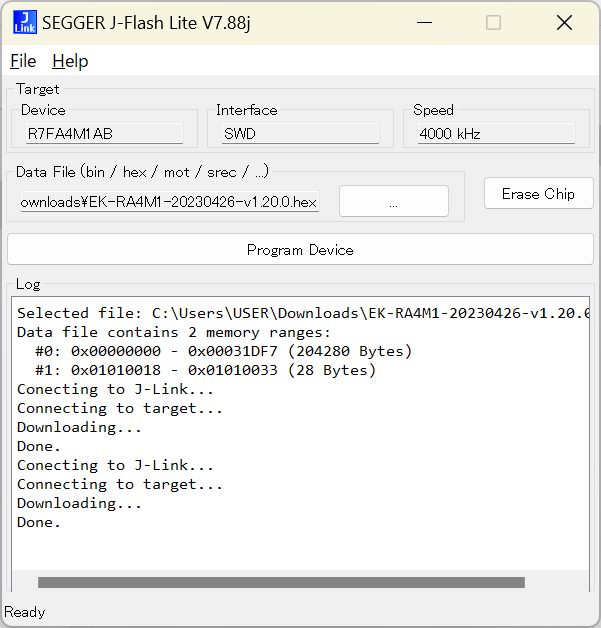 J Link SEGGER J-Flash Lite V7.88j
File Help
Target
Device Interface Speed
R7FA4M1AB SWD 4000 kHz
Data File (bin / hex / mot / srec / ...)
ownloads¥EK-RA4M1-20230426-v1.20.0.hex ... Erase Chip
Program Device
Log
Selected file: C:\Users\USER\Downloads\EK-RA4M1-20230426-v1.20.0
Data file contains 2 memory ranges:
#0: 0x00000000 - 0x00031DF7 (204280 Bytes)
#1: 0x01010018 - 0x01010033 (28 Bytes)
Conecting to J-Link...
Connecting to target...
Downloading...
Done.
Conecting to J-Link...
Connecting to target...
Downloading...
Done.
Ready